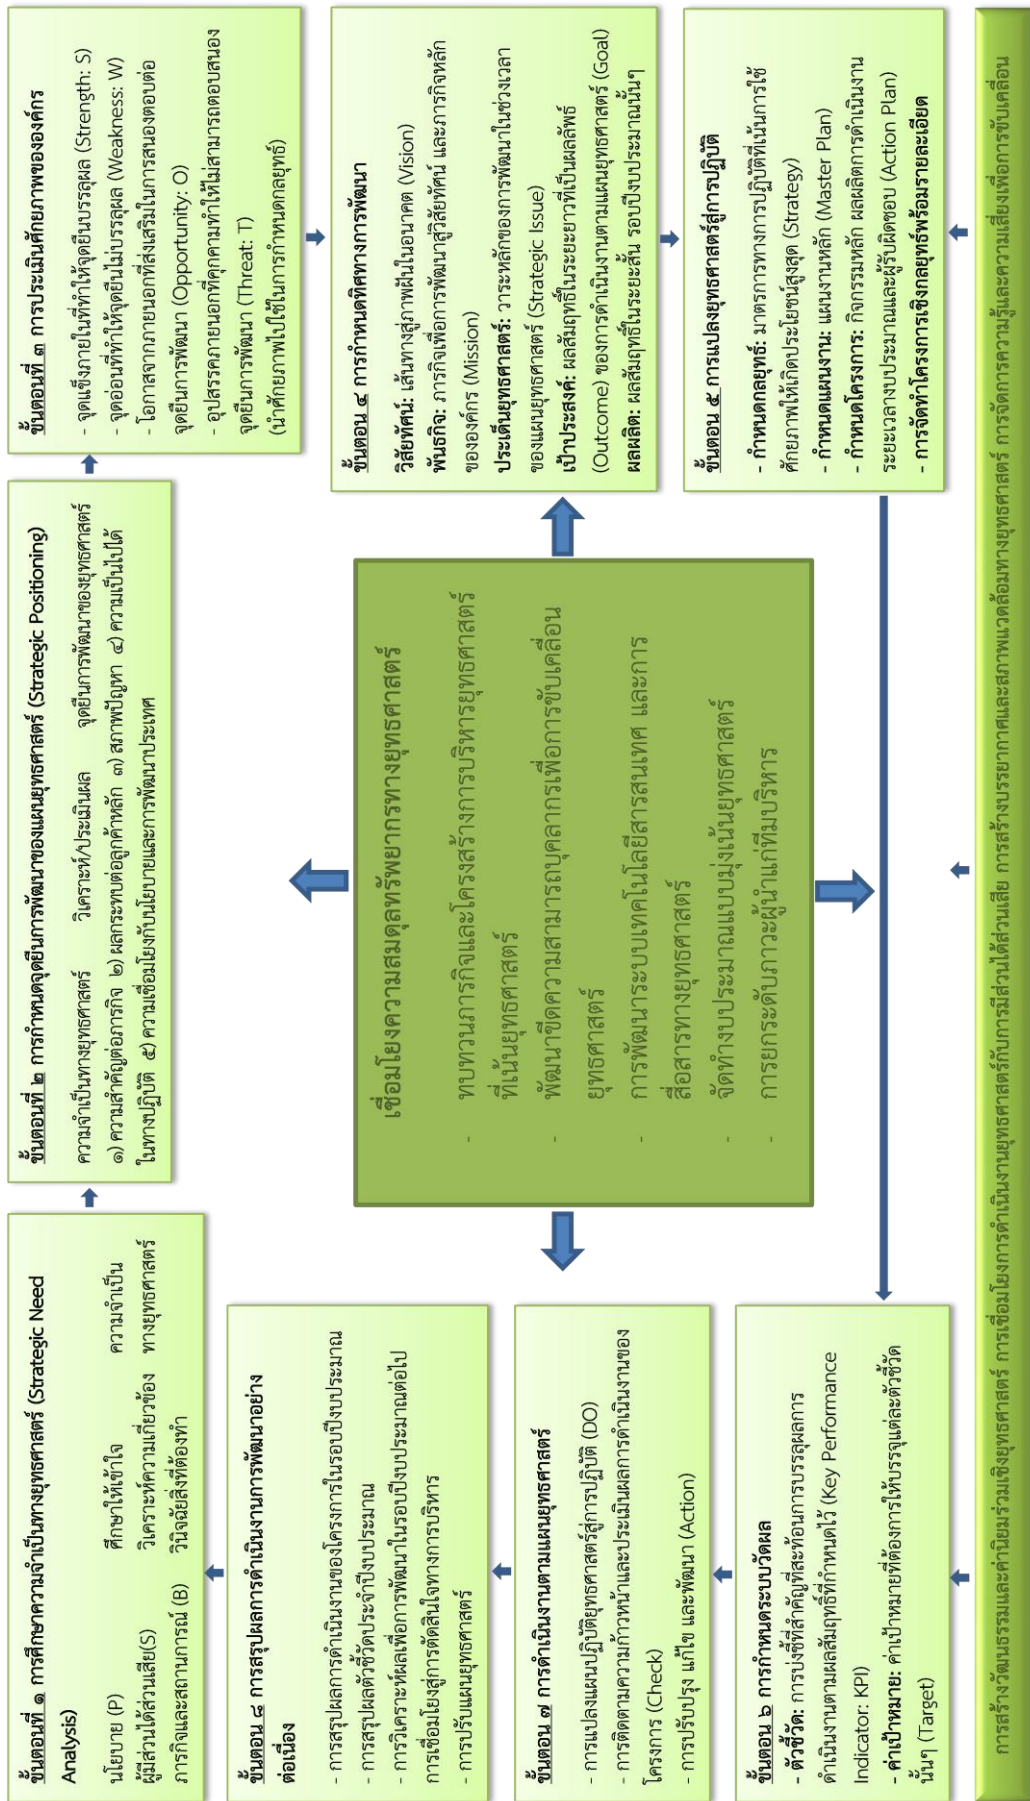 ขั้นตอนที่ ๑ การศึกษาความจำเป็นทางยุทธศาสตร์ (Strategic Need
Analysis)
นโยบาย (P) ศึกษาให้เข้าใจ ความจำเป็น
ผู้มีส่วนได้ส่วนเสีย(S) วิเคราะห์ความเกี่ยวข้อง ทางยุทธศาสตร์
ภารกิจและสถานการณ์ (B) วินิจฉัยสิ่งที่ต้องทำ
ขั้นตอนที่ ๒ การกำหนดจุดยืนการพัฒนาของแผนยุทธศาสตร์ (Strategic Positioning)
ความจำเป็นทางยุทธศาสตร์ วิเคราะห์/ประเมินผล จุดยืนการพัฒนาของยุทธศาสตร์
๑) ความสำคัญต่อภารกิจ ๒) ผลกระทบต่อลูกค้าหลัก ๓) สภาพปัญหา ๔) ความเป็นไปได้
ในทางปฏิบัติ ๕) ความเชื่อมโยงกับนโยบายและการพัฒนาประเทศ
ขั้นตอนที่ ๓ การประเมินศักยภาพขององค์กร
- จุดแข็งภายในที่ทำให้จุดยืนบรรลุผล (Strength: S)
- จุดอ่อนที่ทำให้จุดยืนไม่บรรลุผล (Weakness: W)
- โอกาสจากภายนอกที่ส่งเสริมในการสนองตอบต่อ
จุดยืนการพัฒนา (Opportunity: O)
- อุปสรรคภายนอกที่คุกคามทำให้ไม่สามารถตอบสนอง
จุดยืนการพัฒนา (Threat: T)
(นำศักยภาพไปใช้ในการกำหนดกลยุทธ์)
ขั้นตอน ๔ การกำหนดทิศทางการพัฒนา
วิสัยทัศน์: เส้นทางสู่ภาพฝันในอนาคต (Vision)
พันธกิจ: ภารกิจเพื่อการพัฒนาสู่วิสัยทัศน์ และภารกิจหลัก
ขององค์กร (Mission)
ประเด็นยุทธศาสตร์: วาระหลักของการพัฒนาในช่วงเวลา
ของแผนยุทธศาสตร์ (Strategic Issue)
เป้าประสงค์: ผลสัมฤทธิ์ในระยะยาวที่เป็นผลลัพธ์
(Outcome) ของการดำเนินงานตามแผนยุทธศาสตร์ (Goal)
ผลผลิต: ผลสัมฤทธิ์ในระยะสั้น รอบปีงบประมาณนั้นๆ
ขั้นตอน ๕ การแปลงยุทธศาสตร์สู่การปฏิบัติ
- กำหนดกลยุทธ์: มาตรการทางการปฏิบัติที่เน้นการใช้
ศักยภาพให้เกิดประโยชน์สูงสุด (Strategy)
- กำหนดแผนงาน: แผนงานหลัก (Master Plan)
- กำหนดโครงการ: กิจกรรมหลัก ผลผลิตการดำเนินงาน
ระยะเวลางบประมาณและผู้รับผิดชอบ (Action Plan)
- การจัดทำโครงการเชิงกลยุทธ์พร้อมรายละเอียด
เชื่อมโยงความสมดุลทรัพยากรทางยุทธศาสตร์
- ทบทวนภารกิจและโครงสร้างการบริหารยุทธศาสตร์
ที่เน้นยุทธศาสตร์
- พัฒนาขีดความสามารถบุคลากรเพื่อการขับเคลื่อน
ยุทธศาสตร์
- การพัฒนาระบบเทคโนโลยีสารสนเทศ และการ
สื่อสารทางยุทธศาสตร์
- จัดทำงบประมาณแบบมุ่งเน้นยุทธศาสตร์
- การยกระดับภาวะผู้นำแก่ทีมบริหาร
ขั้นตอน ๘ การสรุปผลการดำเนินงานการพัฒนาอย่าง
ต่อเนื่อง
- การสรุปผลการดำเนินงานของโครงการในรอบปีงบประมาณ
- การสรุปผลตัวชี้วัดประจำปีงบประมาณ
- การวิเคราะห์ผลเพื่อการพัฒนาในรอบปีงบประมาณต่อไป
การเชื่อมโยงสู่การตัดสินใจทางการบริหาร
- การปรับแผนยุทธศาสตร์
ขั้นตอน ๗ การดำเนินงานตามแผนยุทธศาสตร์
- การแปลงแผนปฏิบัติยุทธศาสตร์สู่การปฏิบัติ (DO)
- การติดตามความก้าวหน้าและประเมินผลการดำเนินงานของ
โครงการ (Check)
- การปรับปรุง แก้ไข และพัฒนา (Action)
ขั้นตอน ๖ การกำหนดระบบวัดผล
- ตัวชี้วัด: การบ่งชี้ที่สำคัญที่สะท้อนการบรรลุผลการ
ดำเนินงานตามผลสัมฤทธิ์ที่กำหนดไว้ (Key Performance
Indicator: KPI)
- ค่าเป้าหมาย: ค่าเป้าหมายที่ต้องการให้บรรจุแต่ละตัวชี้วัด
นั้นๆ (Target)
การสร้างวัฒนธรรมและค่านิยมร่วมเชิงยุทธศาสตร์ การเชื่อมโยงการดำเนินงานยุทธศาสตร์กับการมีส่วนได้ส่วนเสีย การสร้างบรรยากาศและสภาพแวดล้อมทางยุทธศาสตร์ การจัดการความรู้และความเสี่ยงเพื่อการขับเคลื่อน